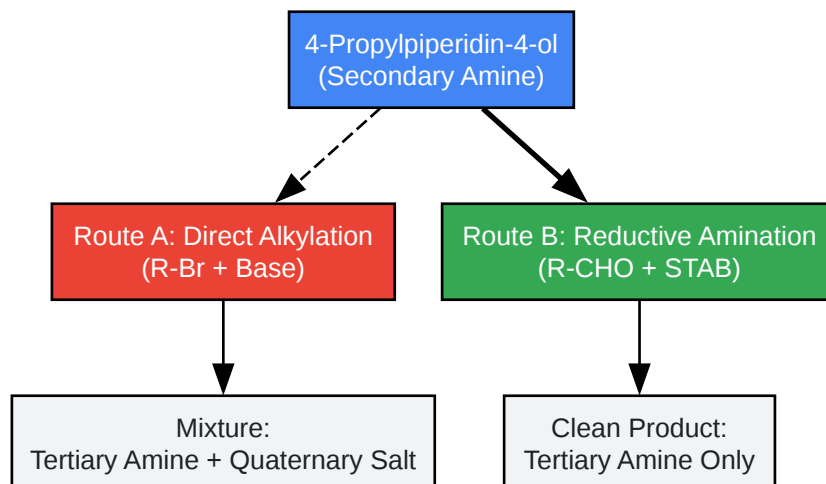 4-Propylpiperidin-4-ol
(Secondary Amine)
Route A: Direct Alkylation
(R-Br + Base)
Route B: Reductive Amination
(R-CHO + STAB)
Mixture:
Tertiary Amine + Quaternary Salt
Clean Product:
Tertiary Amine Only